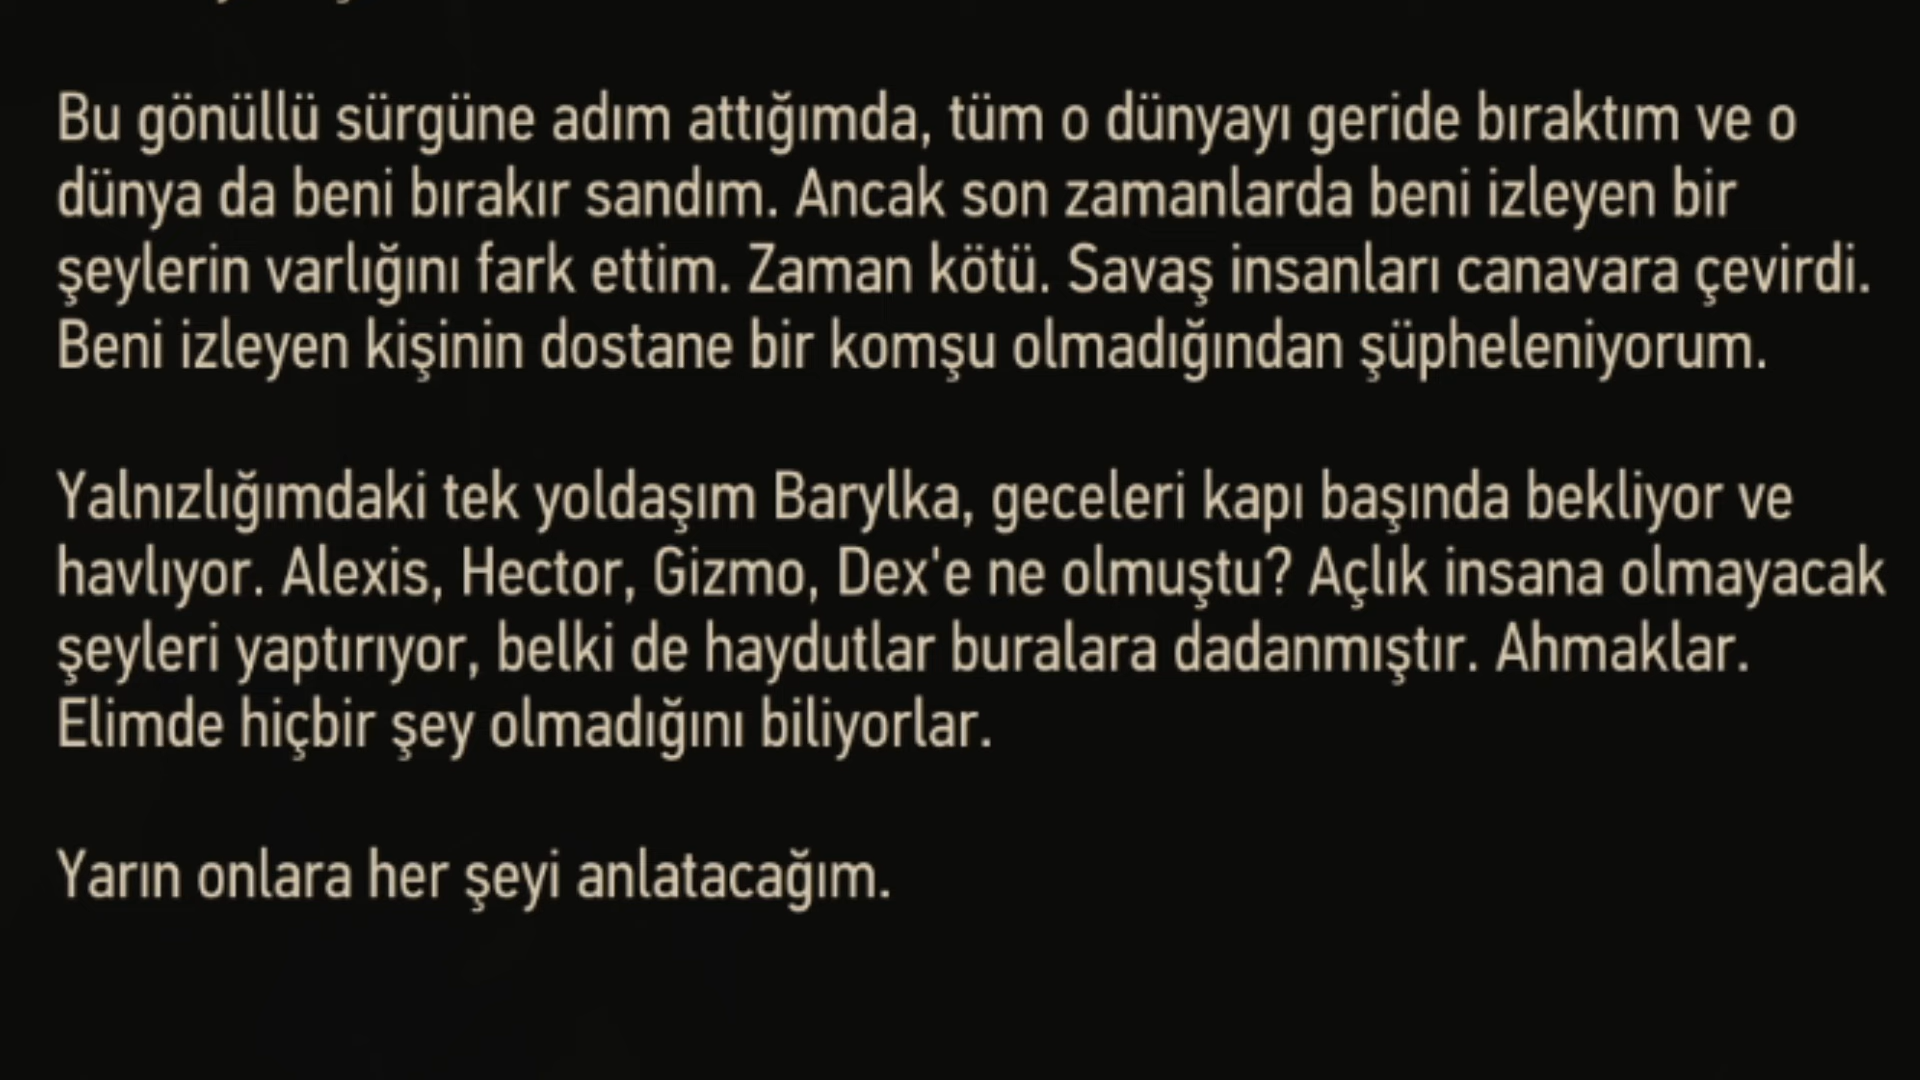 Bu gönüllü sürgüne adım attığımda, tüm o dünyayı geride bıraktım ve o
dünya da beni bırakır sandım. Ancak son zamanlarda beni izleyen bir
şeylerin varlığını fark ettim. Zaman kötü. Savaş insanları canavara çevirdi.
Beni izleyen kişinin dostane bir komşu olmadığından şüpheleniyorum.
Yalnızlığımdaki tek yoldaşım Barylka, geceleri kapı başında bekliyor ve
havlıyor. Alexis, Hector, Gizmo, Dex'e ne olmuştu? Açlık insana olmayacak
şeyleri yaptırıyor, belki de haydutlar buralara dadanmıştır. Ahmaklar.
Elimde hiçbir şey olmadığını biliyorlar.
Yarın onlara her şeyi anlatacağım.